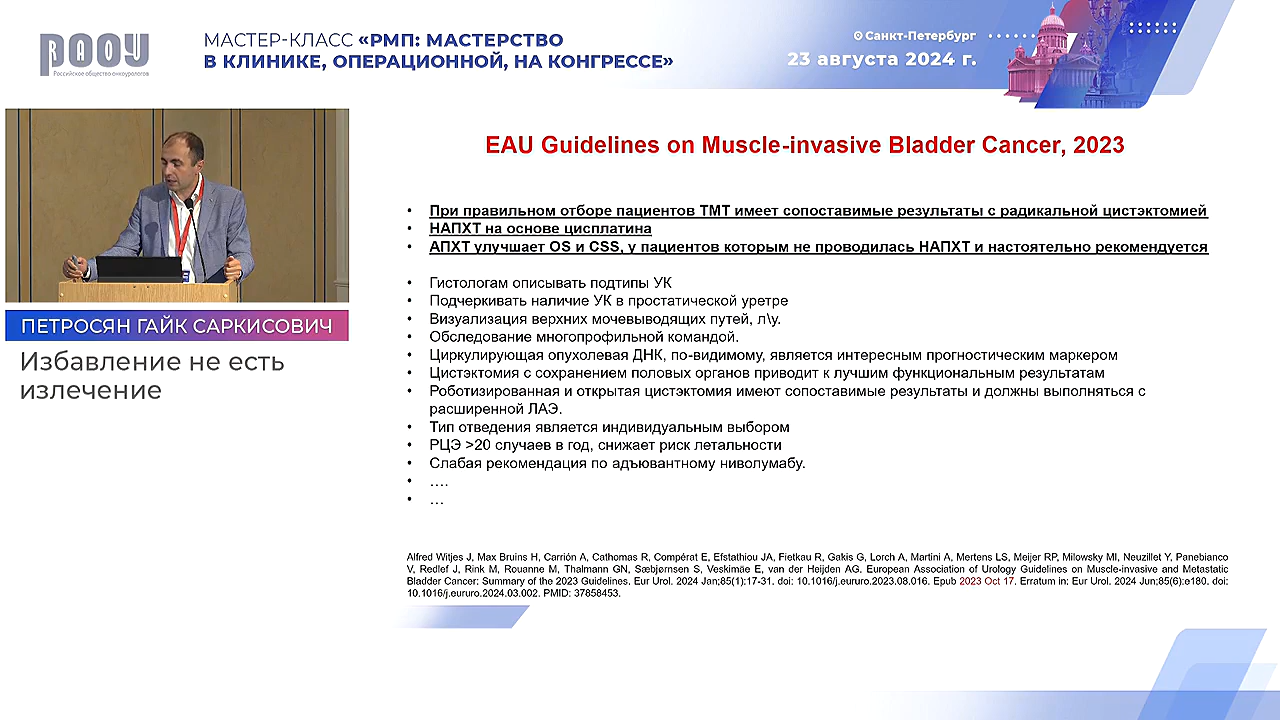 РАОУ
Российское общество онкоурологов
МАСТЕР-КЛАСС «РМП: МАСТЕРСТВО
В КЛИНИКЕ, ОПЕРАЦИОННОЙ, НА КОНГРЕССЕ»
Санкт-Петербург
23 августа 2024 г.
ПЕТРОСЯН ГАЙК САРКИСОВИЧ
Избавление не есть
излечение
EAU Guidelines on Muscle-invasive Bladder Cancer, 2023
• При правильном отборе пациентов ТМТ имеет сопоставимые результаты с радикальной цистэктомией
• НАПХТ на основе цисплатина
• АПХТ улучшает OS и CSS, у пациентов которым не проводилась НАПХТ и настоятельно рекомендуется
• Гистологам описывать подтипы УК
• Подчеркивать наличие УК в простатической уретре
• Визуализация верхних мочевыводящих путей, л\у.
• Обследование многопрофильной командой.
• Циркулирующая опухолевая ДНК, по-видимому, является интересным прогностическим маркером
• Цистэктомия с сохранением половых органов приводит к лучшим функциональным результатам
• Роботизированная и открытая цистэктомия имеют сопоставимые результаты и должны выполняться с
расширенной ЛАЭ.
• Тип отведения является индивидуальным выбором
• РЦЭ >20 случаев в год, снижает риск летальности
• Слабая рекомендация по адъювантному ниволумабу.
• ….
• …
Alfred Witjes J, Max Bruins H, Carrión A, Cathomas R, Compérat E, Efstathiou JA, Fietkau R, Gakis G, Lorch A, Martini A, Mertens LS, Meijer RP, Milowsky MI, Neuzillet Y, Panebianco
V, Redlef J, Rink M, Rouanne M, Thalmann GN, Sæbjørnsen S, Veskimäe E, van der Heijden AG. European Association of Urology Guidelines on Muscle-invasive and Metastatic
Bladder Cancer: Summary of the 2023 Guidelines. Eur Urol. 2024 Jan;85(1):17-31. doi: 10.1016/j.eururo.2023.08.016. Epub 2023 Oct 17. Erratum in: Eur Urol. 2024 Jun;85(6):e180. doi:
10.1016/j.eururo.2024.03.002. PMID: 37858453.